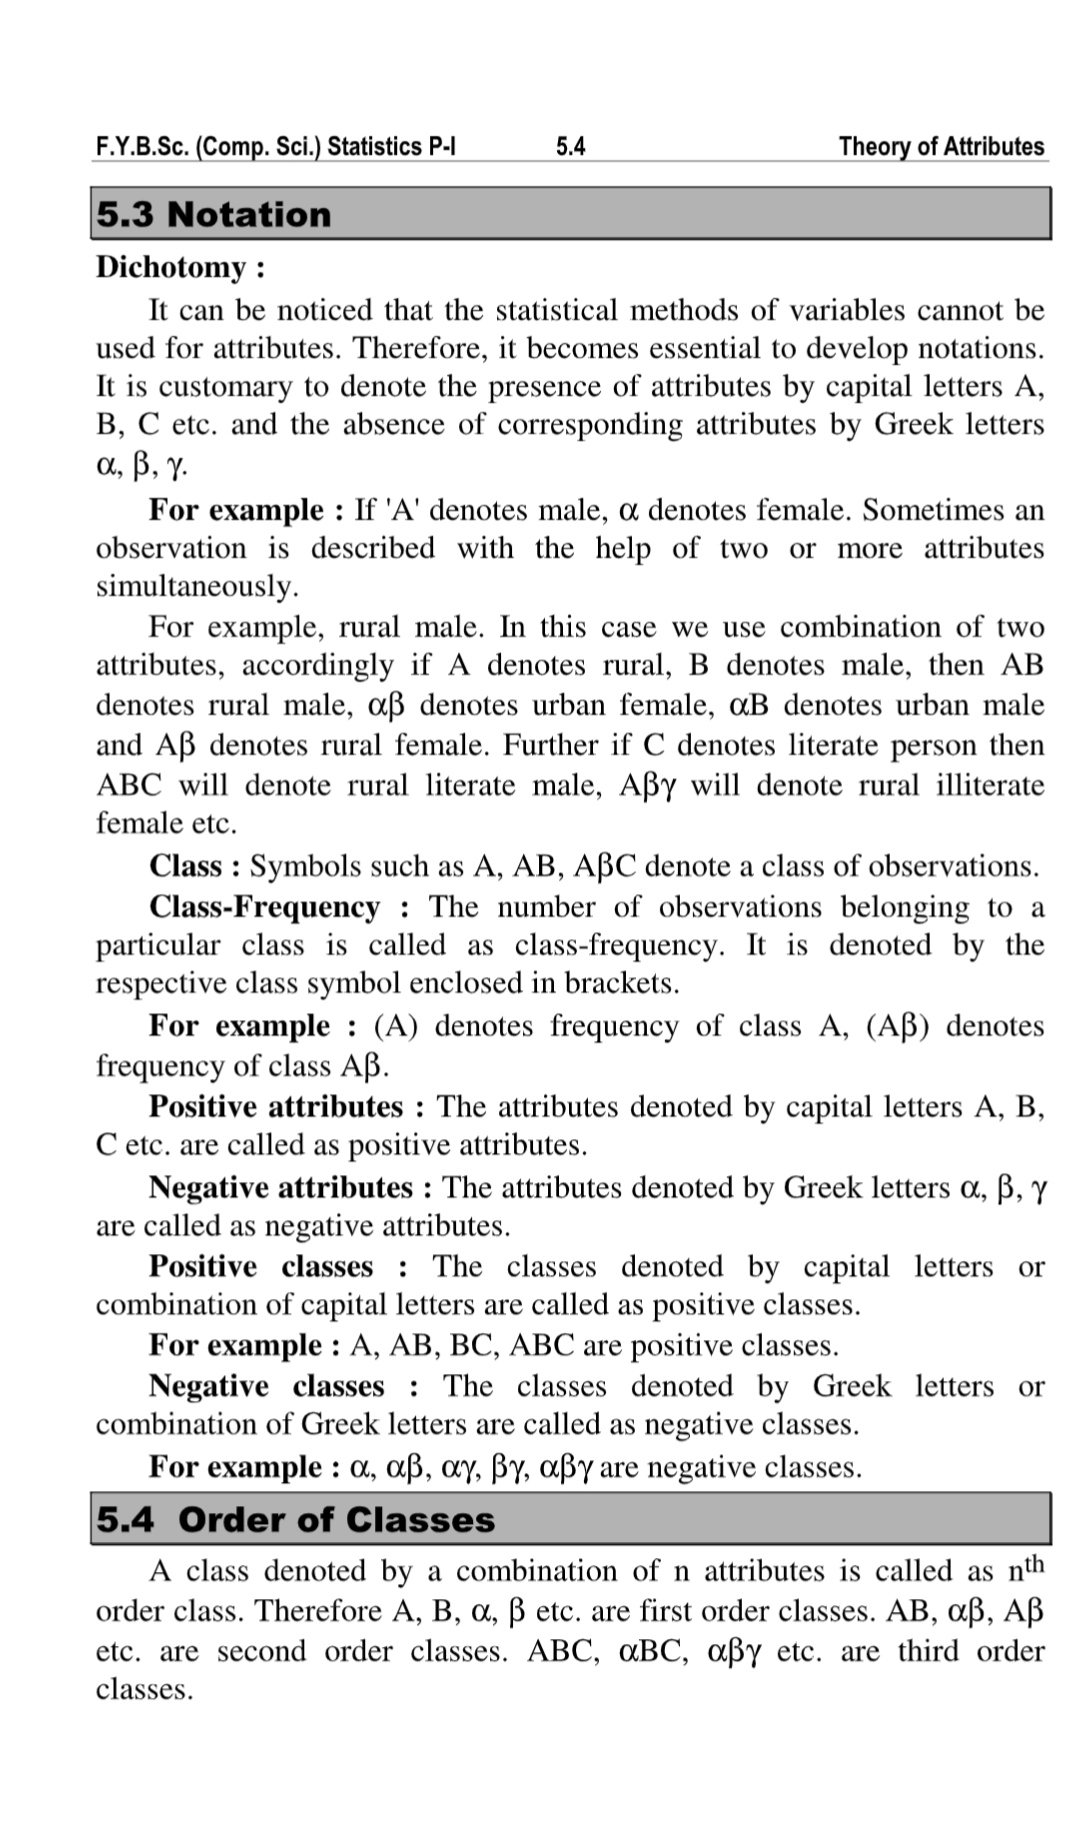 F.Y.B.Sc. (Comp. Sci.) Statistics P-I 5.4 Theory of Attributes
5.3 Notation
Dichotomy :
It can be noticed that the statistical methods of variables cannot be
used for attributes. Therefore, it becomes essential to develop notations.
It is customary to denote the presence of attributes by capital letters A,
B, C etc. and the absence of corresponding attributes by Greek letters
α, β, γ.
For example : If 'A' denotes male, α denotes female. Sometimes an
observation is described with the help of two or more attributes
simultaneously.
For example, rural male. In this case we use combination of two
attributes, accordingly if A denotes rural, B denotes male, then AB
denotes rural male, αβ denotes urban female, αB denotes urban male
and Aβ denotes rural female. Further if C denotes literate person then
ABC will denote rural literate male, Aβγ will denote rural illiterate
female etc.
Class : Symbols such as A, AB, AβC denote a class of observations.
Class-Frequency : The number of observations belonging to a
particular class is called as class-frequency. It is denoted by the
respective class symbol enclosed in brackets.
For example : (A) denotes frequency of class A, (Aβ) denotes
frequency of class Aβ.
Positive attributes : The attributes denoted by capital letters A, B,
C etc. are called as positive attributes.
Negative attributes : The attributes denoted by Greek letters α, β, γ
are called as negative attributes.
Positive classes : The classes denoted by capital letters or
combination of capital letters are called as positive classes.
For example : A, AB, BC, ABC are positive classes.
Negative classes : The classes denoted by Greek letters or
combination of Greek letters are called as negative classes.
For example : α, αβ, αγ, βγ, αβγ are negative classes.
5.4 Order of Classes
A class denoted by a combination of n attributes is called as nth
order class. Therefore A, B, α, β etc. are first order classes. AB, αβ, Aβ
etc. are second order classes. ABC, αBC, αβγ etc. are third order
classes.